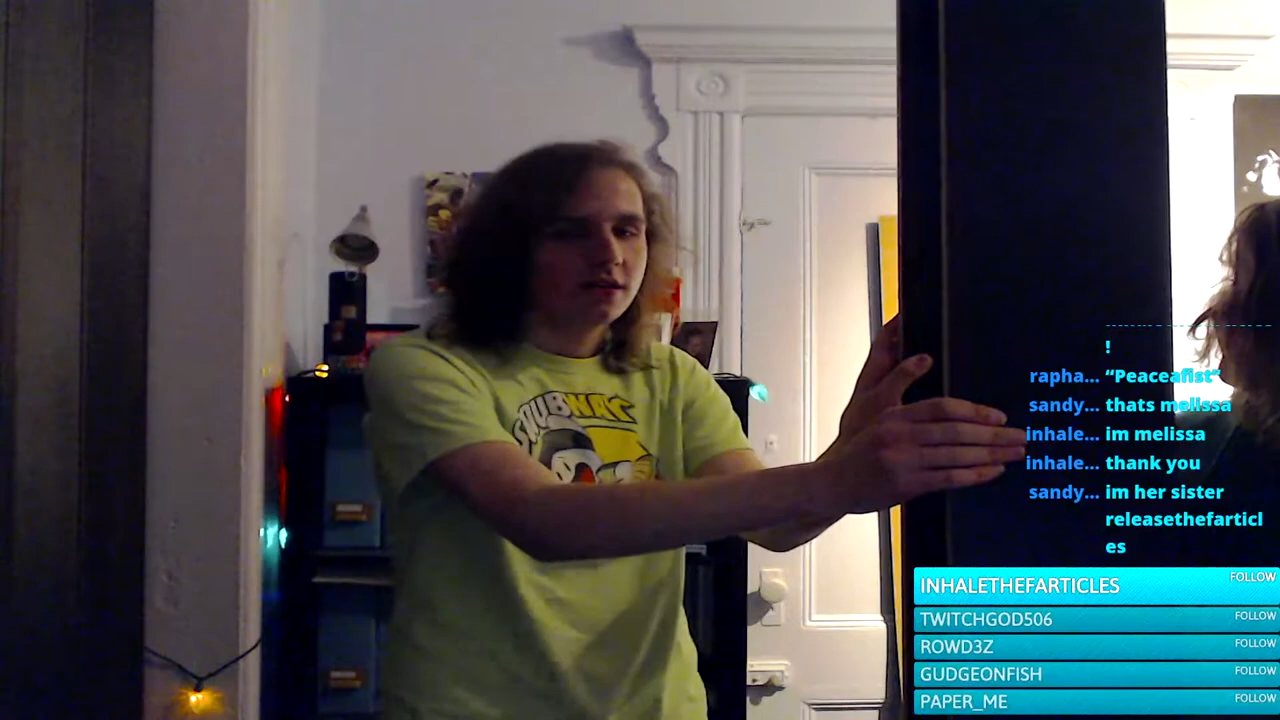 SUBWAY
!
rapha... “Peaceafist”
sandy... thats melissa
inhale... im melissa
inhale... thank you
sandy... im her sister
releasethefarticl
es
INHALETHEFARTICLES FOLLOW
TWITCHGOD506 FOLLOW
ROWD3Z FOLLOW
GUDGEONFISH FOLLOW
PAPER_ME FOLLOW